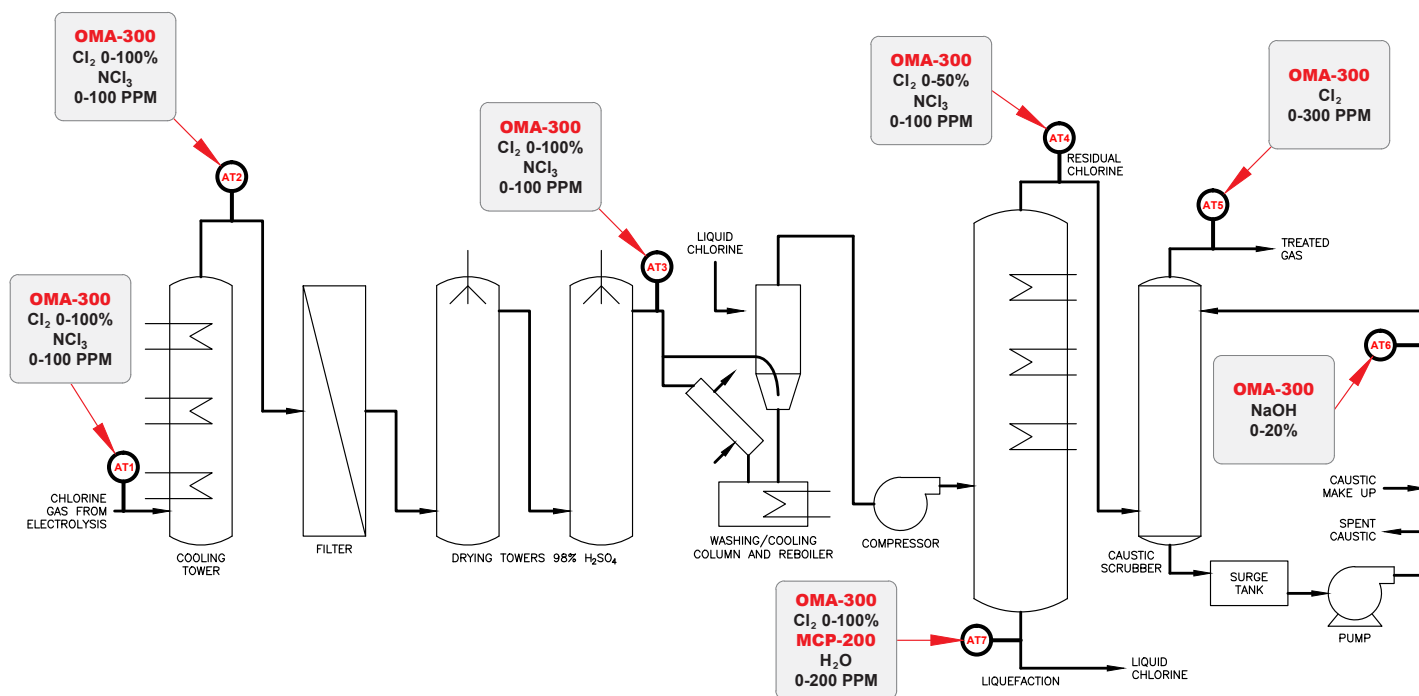 OMA-300
Cl₂ 0-100%
NCl₃
0-100 PPM
AT2
OMA-300
Cl₂ 0-100%
NCl₃
0-100 PPM
AT3
OMA-300
Cl₂ 0-50%
NCl₃
0-100 PPM
AT4
RESIDUAL
CHLORINE
OMA-300
Cl₂
0-300 PPM
AT5
TREATED
GAS
OMA-300
Cl₂ 0-100%
NCl₃
0-100 PPM
AT1
CHLORINE
GAS FROM
ELECTROLYSIS
COOLING
TOWER
FILTER
DRYING TOWERS 98% H₂SO₄
LIQUID
CHLORINE
WASHING/COOLING
COLUMN AND REBOILER
COMPRESSOR
AT6
OMA-300
NaOH
0-20%
CAUSTIC
MAKE UP
SPENT
CAUSTIC
CAUSTIC
SCRUBBER
SURGE
TANK
PUMP
OMA-300
Cl₂ 0-100%
MCP-200
H₂O
0-200 PPM
AT7
LIQUEFACTION
LIQUID
CHLORINE